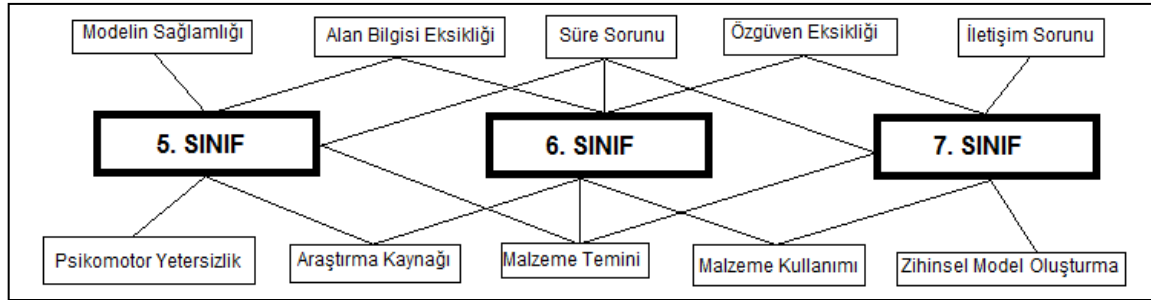 Modelin Sağlamlığı
Alan Bilgisi Eksikliği
Süre Sorunu
Özgüven Eksikliği
İletişim Sorunu
5. SINIF
6. SINIF
7. SINIF
Psikomotor Yetersizlik
Araştırma Kaynağı
Malzeme Temini
Malzeme Kullanımı
Zihinsel Model Oluşturma